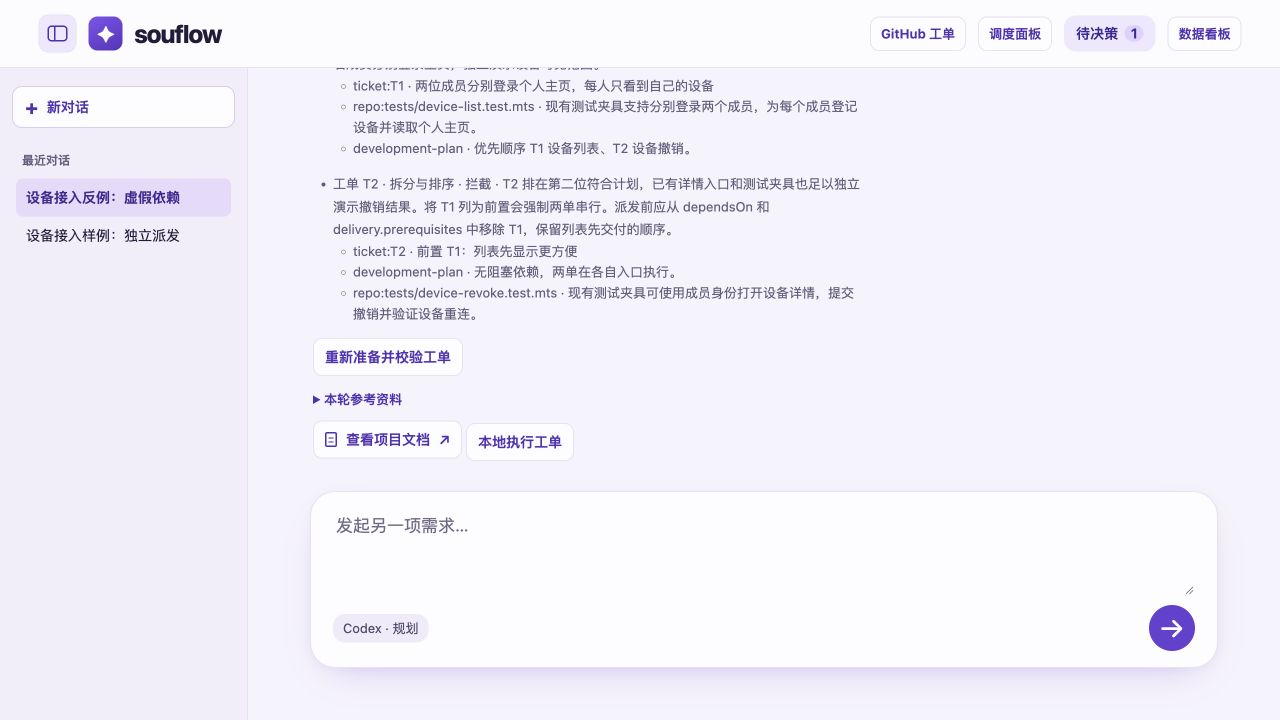 souflow
GitHub 工单
调度面板
待决策 1
数据看板
新对话
最近对话
设备接入反例：虚假依赖
设备接入样例：独立派发
ticket:T1 · 两位成员分别登录个人主页，每人只看到自己的设备
repo:tests/device-list.test.mts · 现有测试夹具支持分别登录两个成员，为每个成员登记
设备并读取个人主页。
development-plan · 优先顺序 T1 设备列表、T2 设备撤销。
工单 T2 · 拆分与排序 · 拦截 · T2 排在第二位符合计划，已有详情入口和测试夹具也足以独立
演示撤销结果。将 T1 列为前置会强制两单串行。派发前应从 dependsOn 和
delivery.prerequisites 中移除 T1，保留列表先交付的顺序。
ticket:T2 · 前置 T1：列表先显示更方便
development-plan · 无阻塞依赖，两单在各自入口执行。
repo:tests/device-revoke.test.mts · 现有测试夹具可使用成员身份打开设备详情，提交
撤销并验证设备重连。
重新准备并校验工单
本轮参考资料
查看项目文档
本地执行工单
发起另一项需求...
Codex · 规划